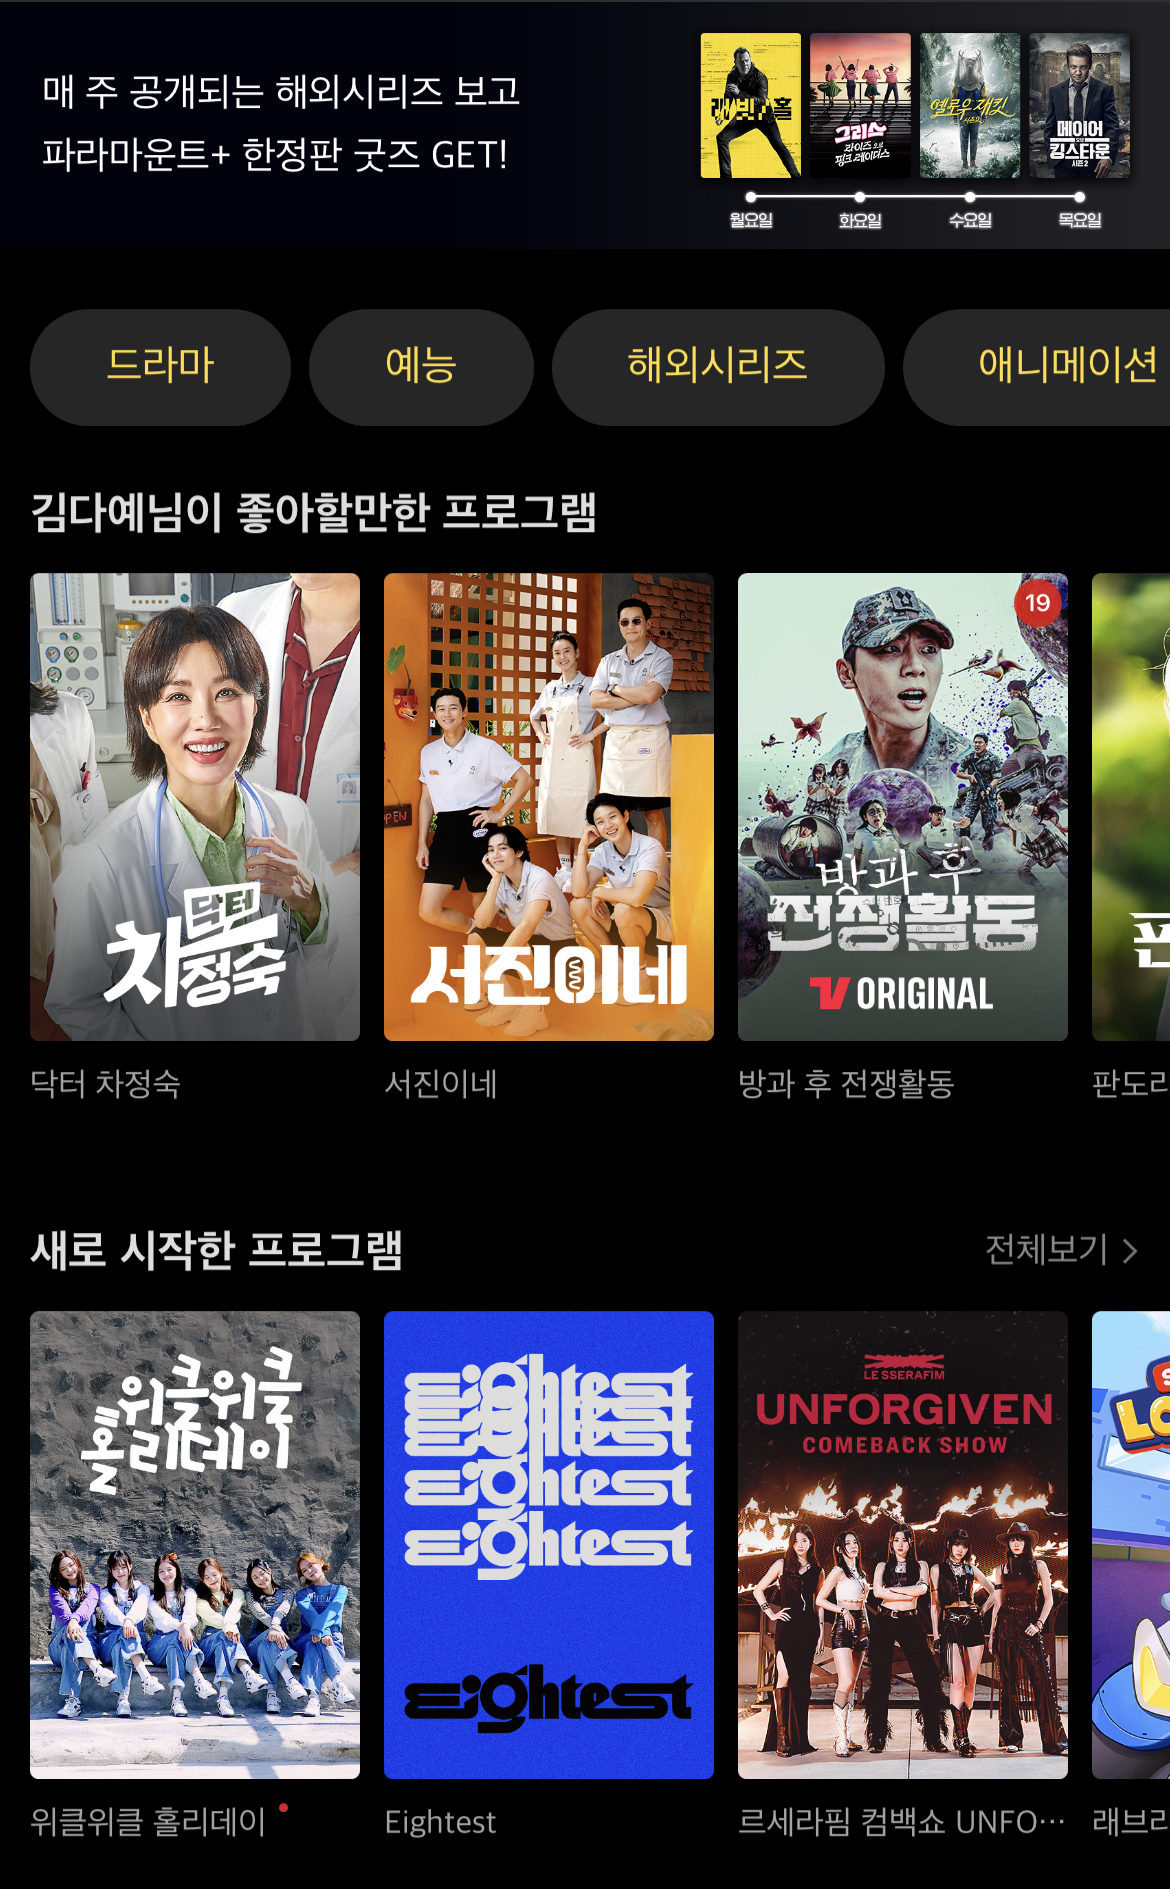 매 주 공개되는 해외시리즈 보고
파라마운트+ 한정판 굿즈 GET!
래빗홀
그리스
라이즈 오브
핑크 레이디스
옐로우재킷
시즌2
메이어
오브
킹스타운
시즌2
월요일
화요일
수요일
목요일
드라마
예능
해외시리즈
애니메이션
김다예님이 좋아할만한 프로그램
닥터
차정숙
OPEN
서진이네
19
방과 후
전쟁활동
ORIGINAL
판
닥터 차정숙
서진이네
방과 후 전쟁활동
판도라
새로 시작한 프로그램
전체보기 >
위클위클
홀리데이
Eightest
Eightest
Eightest
Eightest
Eightest
LE SSERAFIM
UNFORGIVEN
COMEBACK SHOW
LO
위클위클 홀리데이
Eightest
르세라핌 컴백쇼 UNFO…
래브라